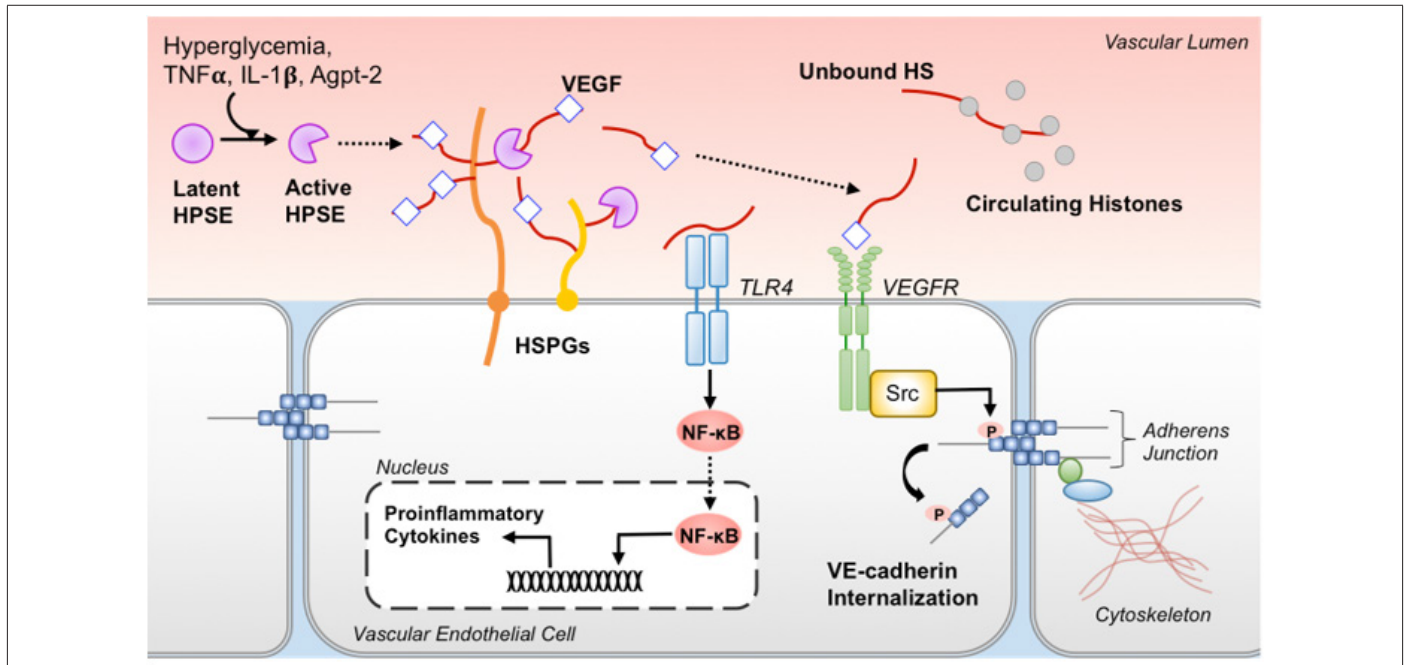 Hyperglycemia,
TNFα, IL-1β, Agpt-2
Vascular Lumen
VEGF
Unbound HS
Latent
HPSE
Active
HPSE
Circulating Histones
TLR4
VEGFR
HSPGs
Src
P
NF-κB
Adherens
Junction
Nucleus
Proinflammatory
Cytokines
NF-κB
P
VE-cadherin
Internalization
Cytoskeleton
Vascular Endothelial Cell